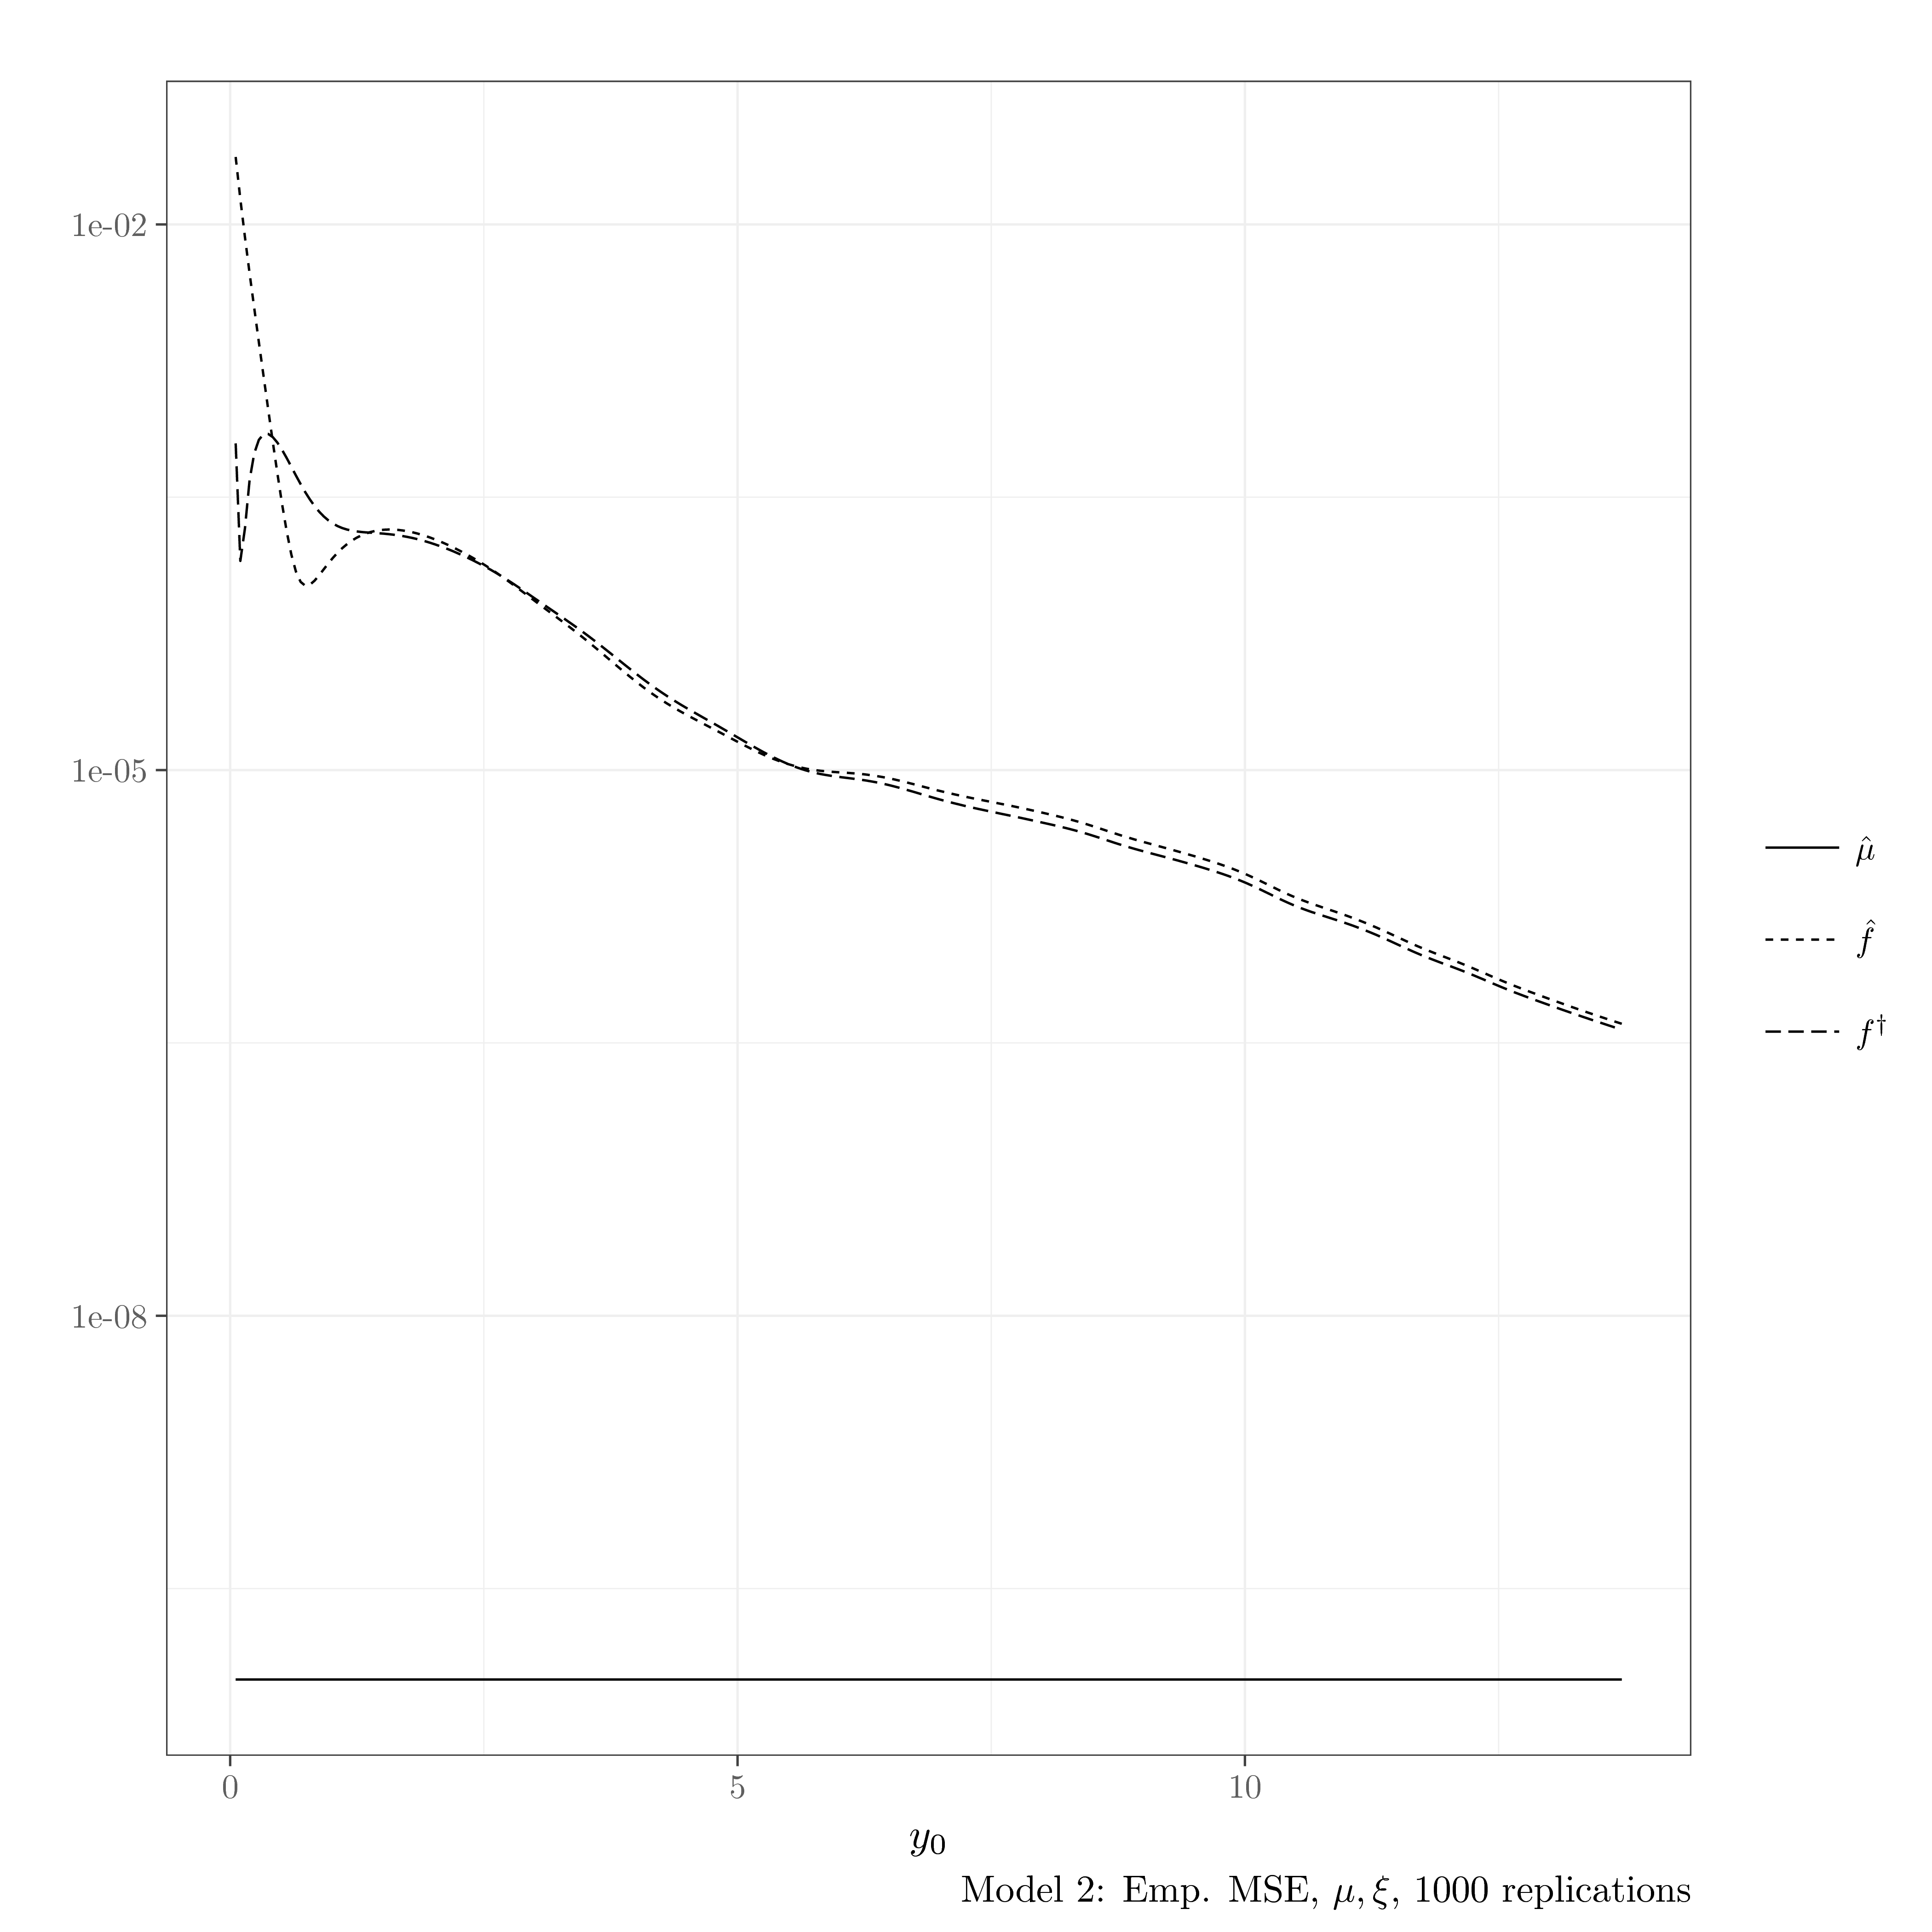 1e-02
1e-05
1e-08
0 5 10
y₀
μ̂
f̂
f†
Model 2: Emp. MSE, μ, ξ, 1000 replications